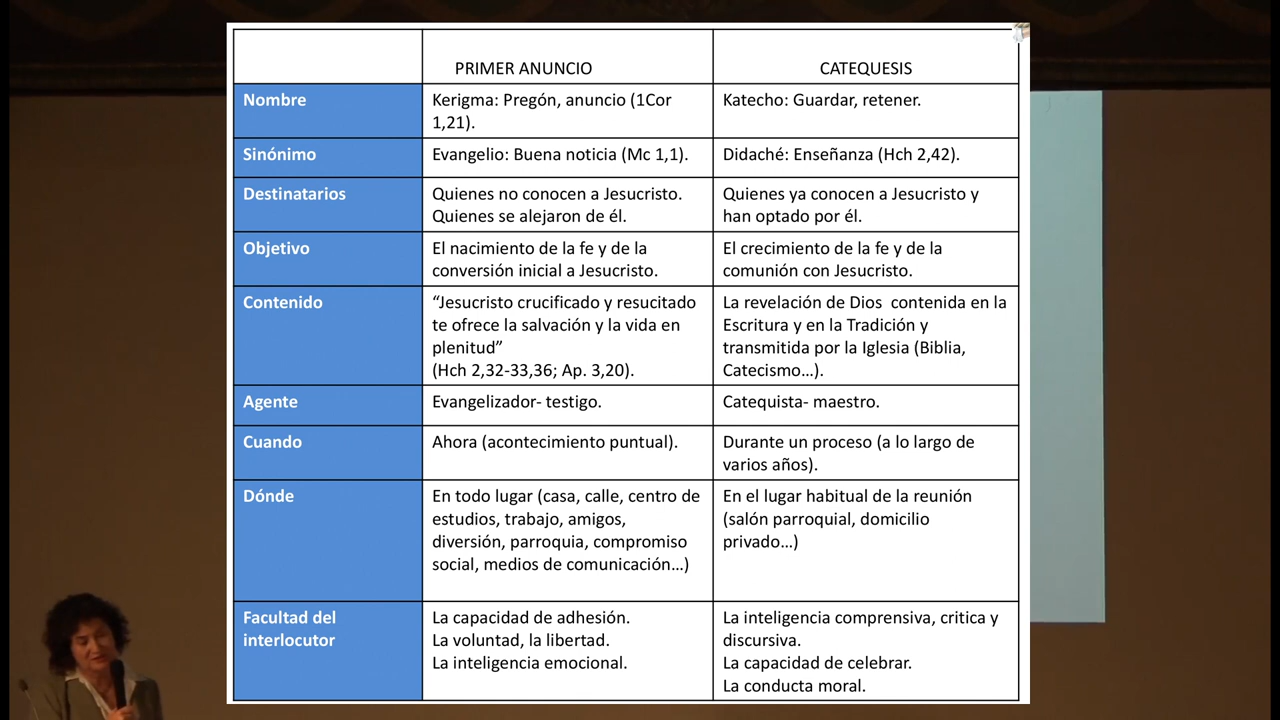 PRIMER ANUNCIO
CATEQUESIS
Nombre
Kerigma: Pregón, anuncio (1Cor
1,21).
Katecho: Guardar, retener.
Sinónimo
Evangelio: Buena noticia (Mc 1,1).
Didaché: Enseñanza (Hch 2,42).
Destinatarios
Quienes no conocen a Jesucristo.
Quienes se alejaron de él.
Quienes ya conocen a Jesucristo y
han optado por él.
Objetivo
El nacimiento de la fe y de la
conversión inicial a Jesucristo.
El crecimiento de la fe y de la
comunión con Jesucristo.
Contenido
“Jesucristo crucificado y resucitado
te ofrece la salvación y la vida en
plenitud”
(Hch 2,32-33,36; Ap. 3,20).
La revelación de Dios contenida en la
Escritura y en la Tradición y
transmitida por la Iglesia (Biblia,
Catecismo…).
Agente
Evangelizador- testigo.
Catequista- maestro.
Cuando
Ahora (acontecimiento puntual).
Durante un proceso (a lo largo de
varios años).
Dónde
En todo lugar (casa, calle, centro de
estudios, trabajo, amigos,
diversión, parroquia, compromiso
social, medios de comunicación…)
En el lugar habitual de la reunión
(salón parroquial, domicilio
privado…)
Facultad del
interlocutor
La capacidad de adhesión.
La voluntad, la libertad.
La inteligencia emocional.
La inteligencia comprensiva, critica y
discursiva.
La capacidad de celebrar.
La conducta moral.